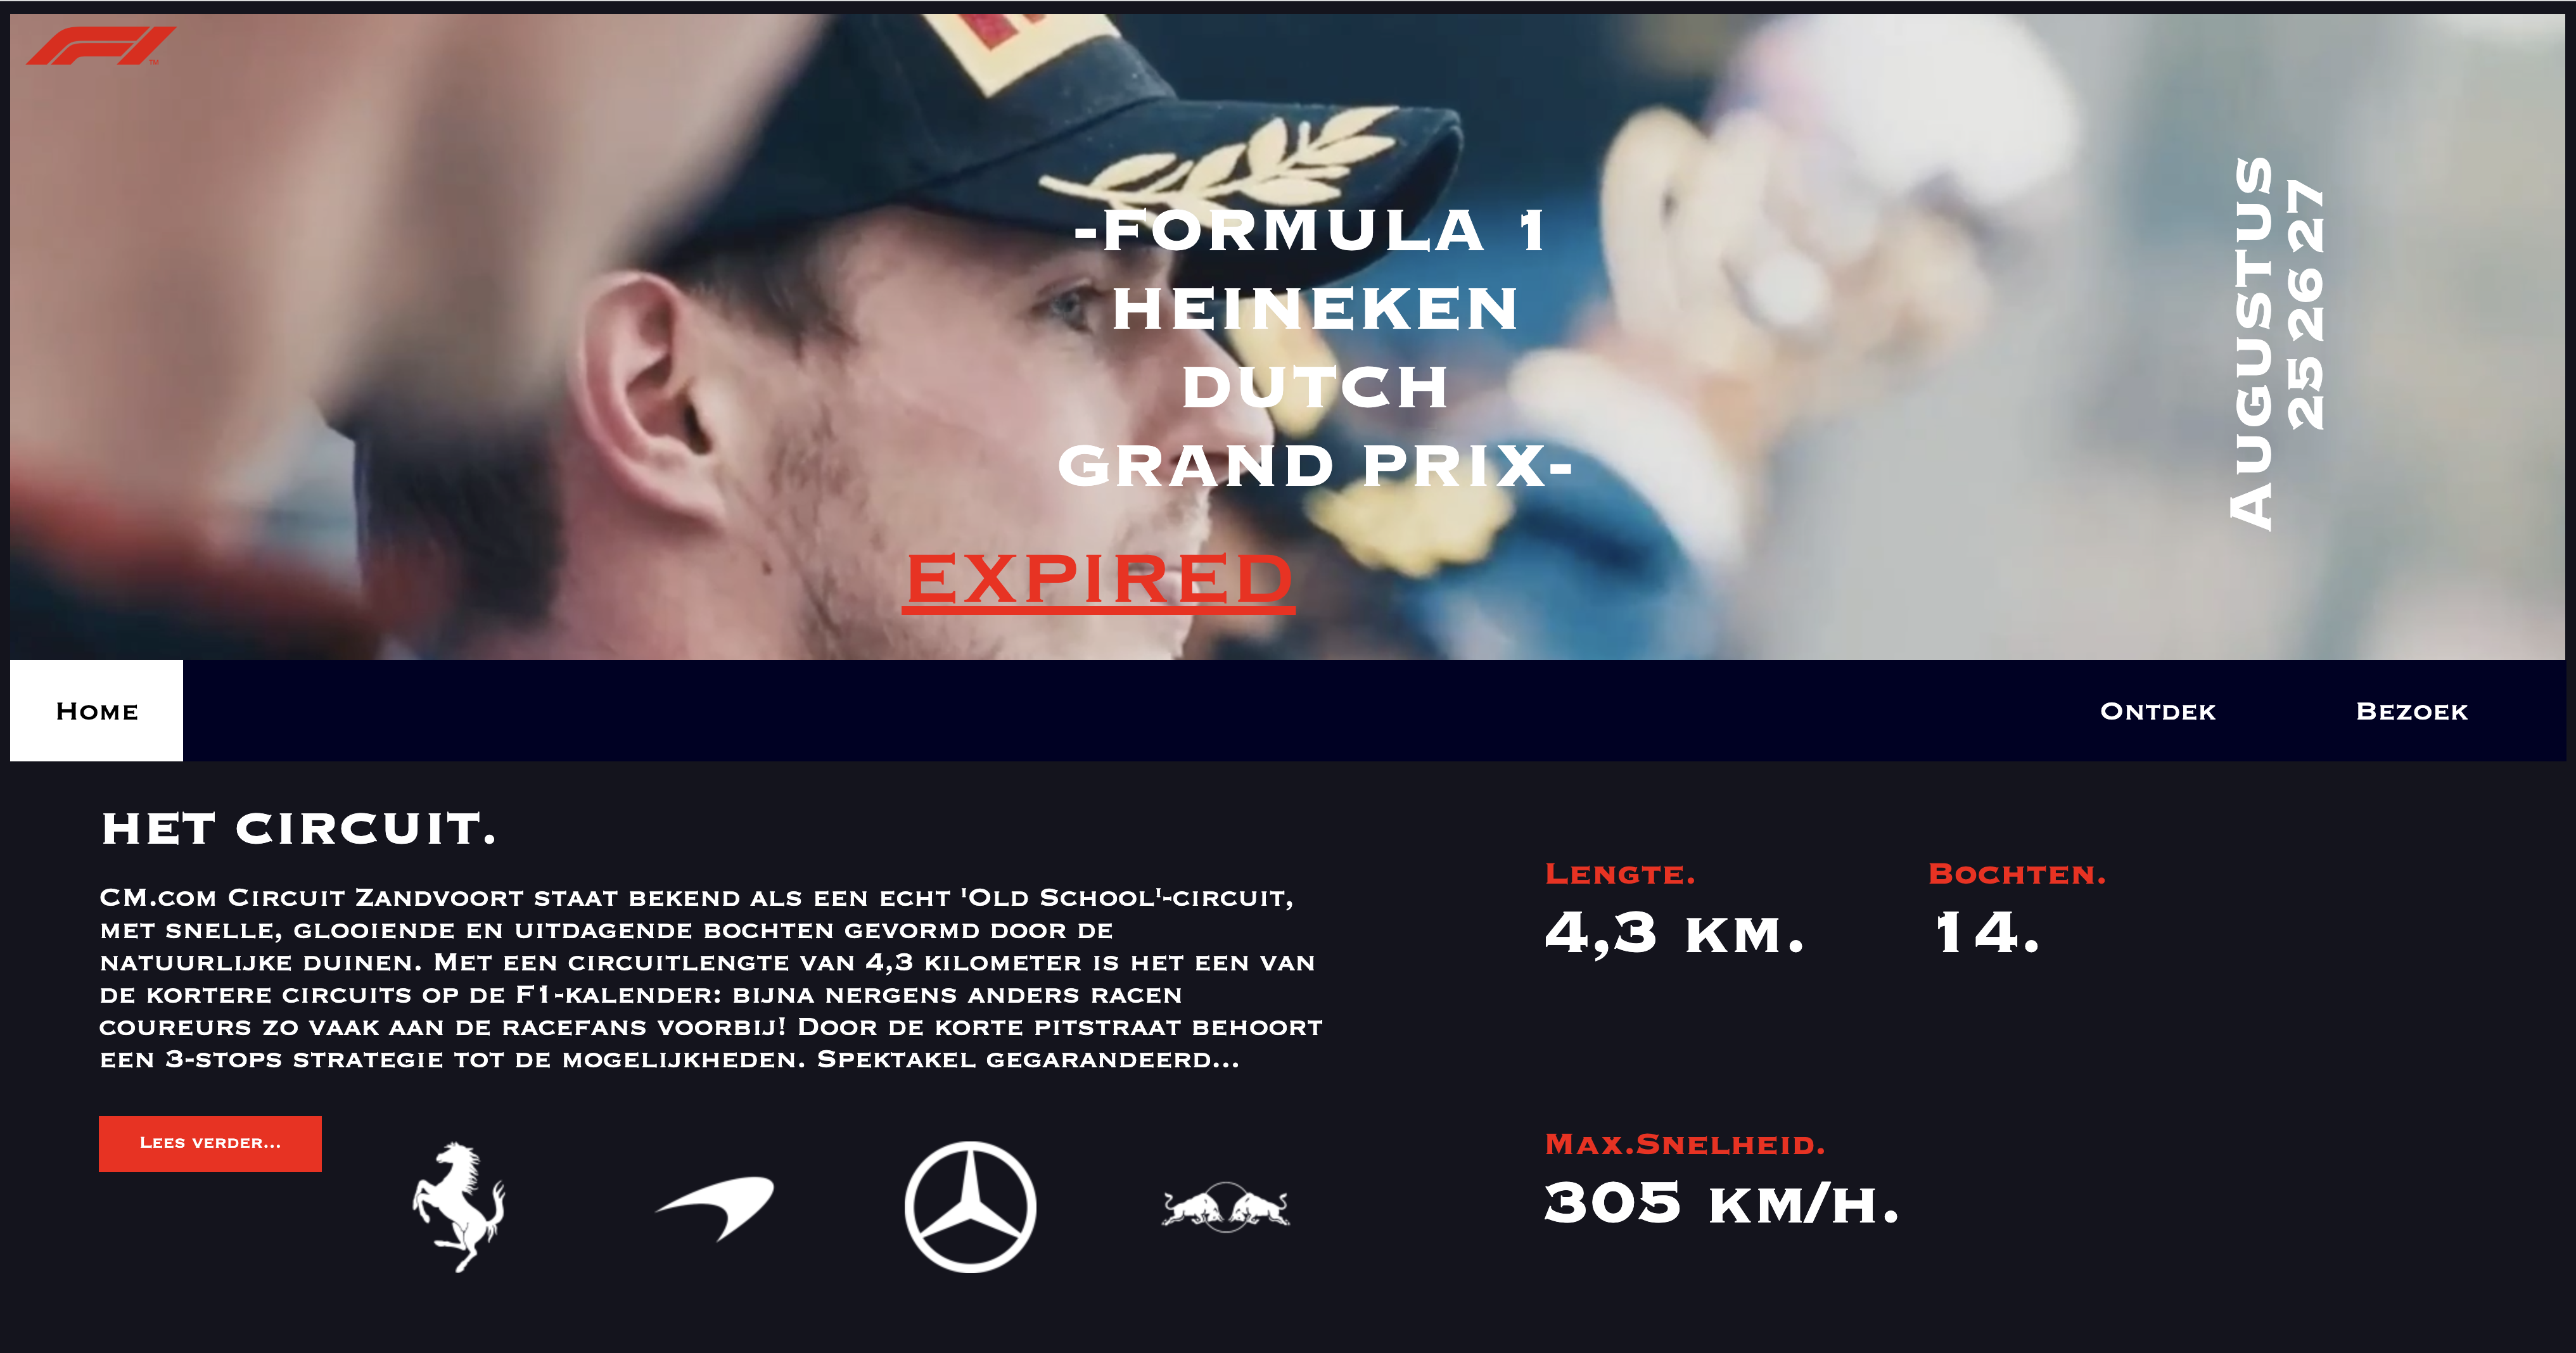 F1
TM
-FORMULA 1
HEINEKEN
DUTCH
GRAND PRIX-
EXPIRED
Augustus
25 26 27
Home
Ontdek
Bezoek
HET CIRCUIT.
CM.com Circuit Zandvoort staat bekend als een echt 'Old School'-circuit,
met snelle, glooiende en uitdagende bochten gevormd door de
natuurlijke duinen. Met een circuitlengte van 4,3 kilometer is het een van
de kortere circuits op de F1-kalender: bijna nergens anders racen
coureurs zo vaak aan de racefans voorbij! Door de korte pitstraat behoort
een 3-stops strategie tot de mogelijkheden. Spektakel gegarandeerd...
Lees verder...
Lengte.
4,3 km.
Bochten.
14.
Max.Snelheid.
305 km/h.